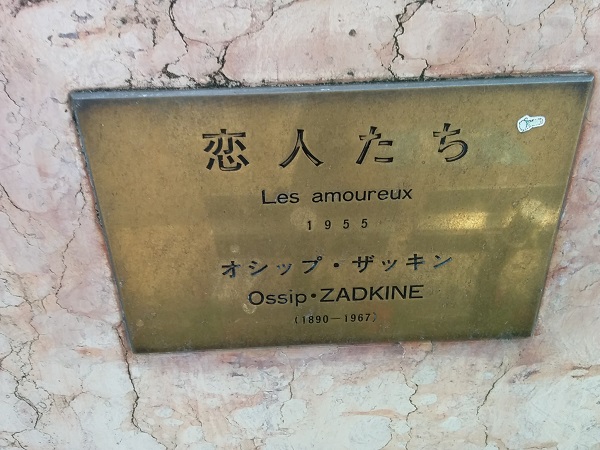 恋人たち
Les amoureux
1955
オシップ・ザッキン
Ossip・ZADKINE
(1890－1967)